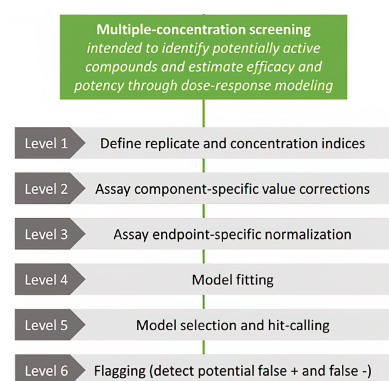 Multiple-concentration screening
intended to identify potentially active
compounds and estimate efficacy and
potency through dose-response modeling
Level 1 Define replicate and concentration indices
Level 2 Assay component-specific value corrections
Level 3 Assay endpoint-specific normalization
Level 4 Model fitting
Level 5 Model selection and hit-calling
Level 6 Flagging (detect potential false + and false -)